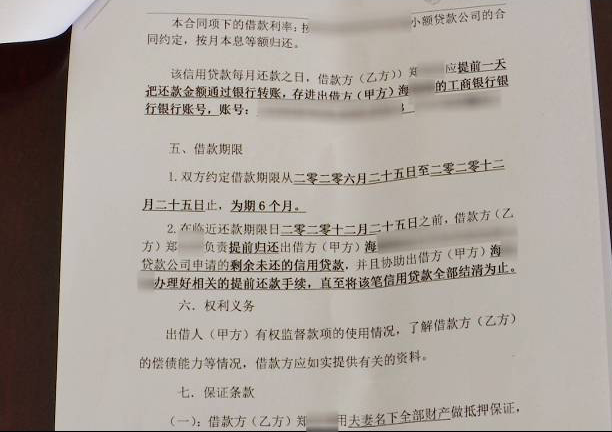 本合同项下的借款利率：按 小额贷款公司的合
同约定，按月本息等额归还。
该信用贷款每月还款之日，借款方（乙方））郑 应提前一天
把还款金额通过银行转账，存进出借方（甲方）海 的工商银行银
行银行账号，账号：
五、借款期限
1.双方约定借款期限从二零二零六月二十五日至二零二零十二
月二十五日止，为期6个月。
2.在临近还款期限日二零二零十二月二十五日之前，借款方（乙
方）郑 负责提前归还出借方（甲方）海
贷款公司申请的剩余未还的信用贷款，并且协助出借方（甲方）海
办理好相关的提前还款手续，直至将该笔信用贷款全部结清为止。
六、权利义务
出借人（甲方）有权监督款项的使用情况，了解借款方（乙方）
的偿债能力等情况，借款方应如实提供有关的资料。
七、保证条款
（一）：借款方（乙方）郑 用夫妻名下全部财产做抵押保证，